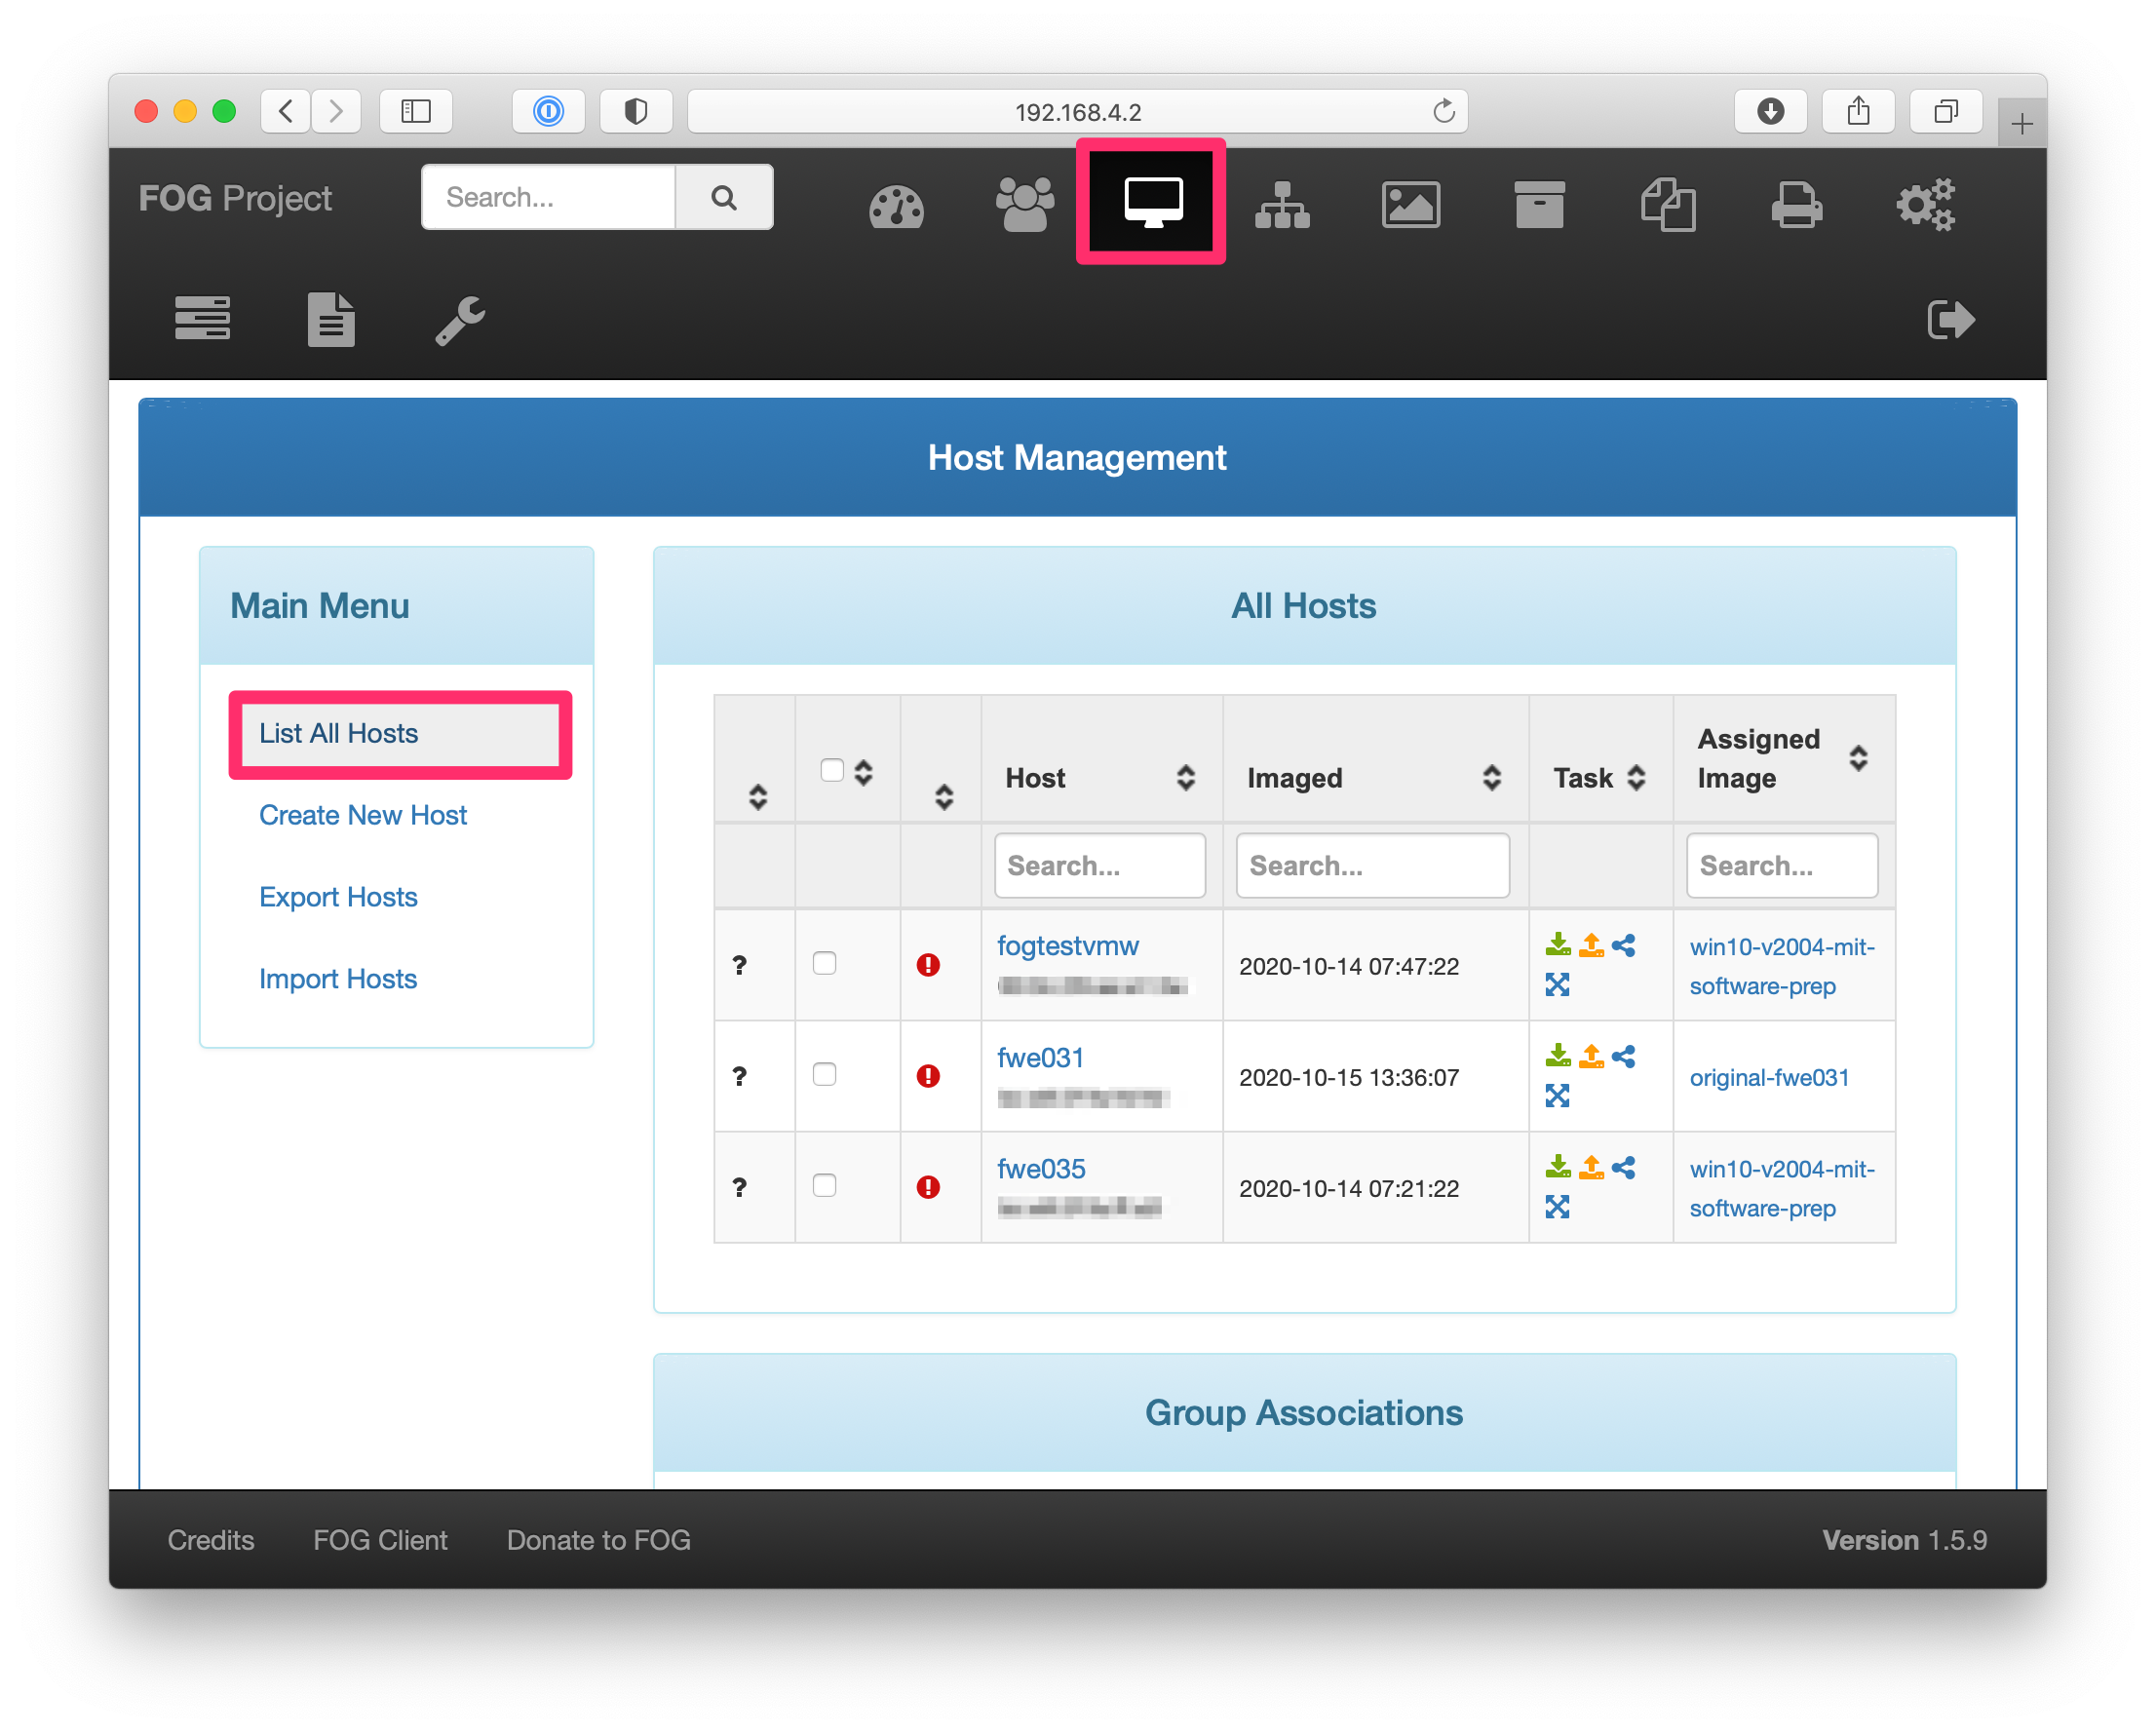 192.168.4.2
FOG Project
Search...
Host Management
Main Menu
List All Hosts
Create New Host
Export Hosts
Import Hosts
All Hosts
Host
Imaged
Task
Assigned
Image
Search...
Search...
Search...
?
fogtestvmw
2020-10-14 07:47:22
win10-v2004-mit-
software-prep
?
fwe031
2020-10-15 13:36:07
original-fwe031
?
fwe035
2020-10-14 07:21:22
win10-v2004-mit-
software-prep
Group Associations
Credits
FOG Client
Donate to FOG
Version 1.5.9